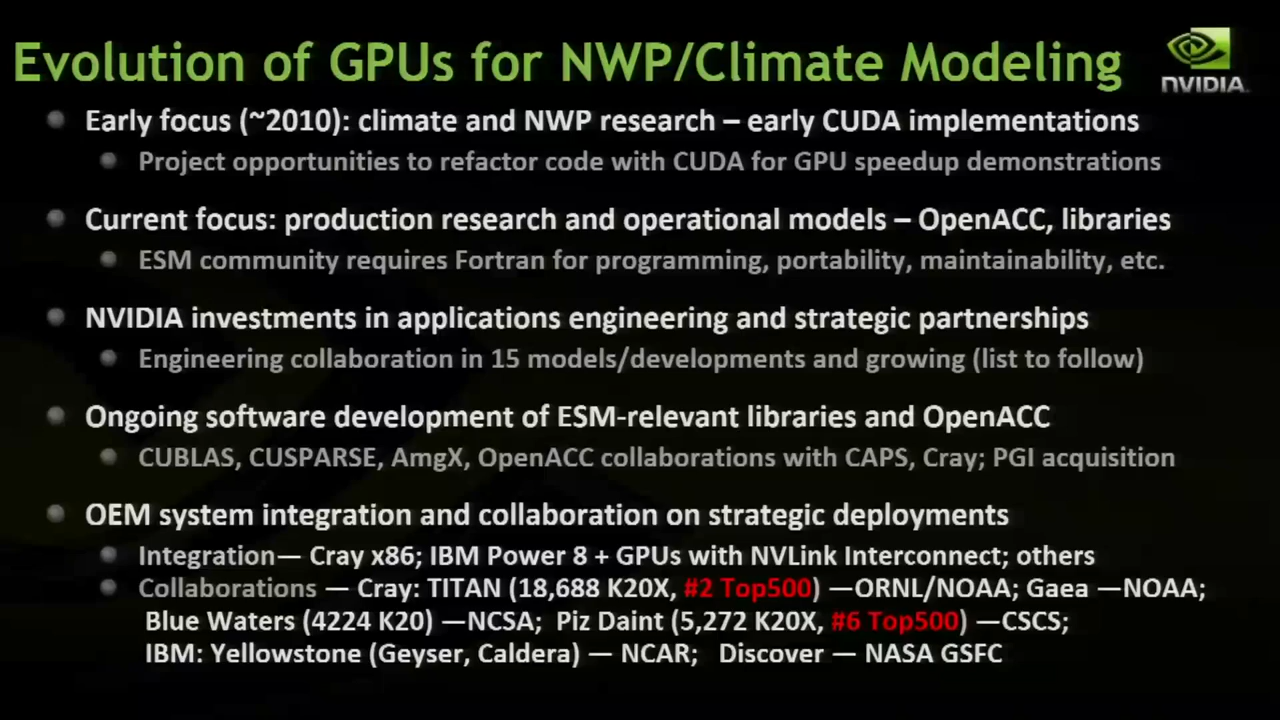 Evolution of GPUs for NWP/Climate Modeling
NVIDIA.
Early focus (~2010): climate and NWP research – early CUDA implementations
Project opportunities to refactor code with CUDA for GPU speedup demonstrations
Current focus: production research and operational models – OpenACC, libraries
ESM community requires Fortran for programming, portability, maintainability, etc.
NVIDIA investments in applications engineering and strategic partnerships
Engineering collaboration in 15 models/developments and growing (list to follow)
Ongoing software development of ESM-relevant libraries and OpenACC
CUBLAS, CUSPARSE, AmgX, OpenACC collaborations with CAPS, Cray; PGI acquisition
OEM system integration and collaboration on strategic deployments
Integration— Cray x86; IBM Power 8 + GPUs with NVLink Interconnect; others
Collaborations — Cray: TITAN (18,688 K20X, #2 Top500) —ORNL/NOAA; Gaea —NOAA;
Blue Waters (4224 K20) —NCSA; Piz Daint (5,272 K20X, #6 Top500) —CSCS;
IBM: Yellowstone (Geyser, Caldera) — NCAR; Discover — NASA GSFC